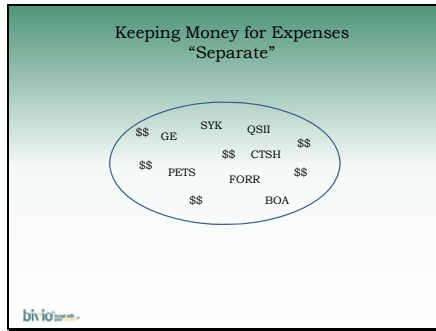 Keeping Money for Expenses
“Separate”
$$ GE SYK QSII $$
$$ PETS $$ CTSH $$
FORR
$$ BOA
bivio